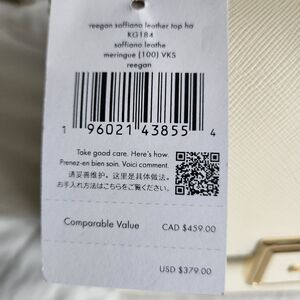 reegan saffiano leather top ha
KG184
saffiano leathe
meringue (100) VKS
reegan
1 96021 43855 4
Take good care. Here's how.
Prenez-en bien soin. Voici comment.
请妥善维护。这里是具体做法。
お手入れ方法はこちらをご覧ください。
Comparable Value
CAD $459.00
USD $379.00